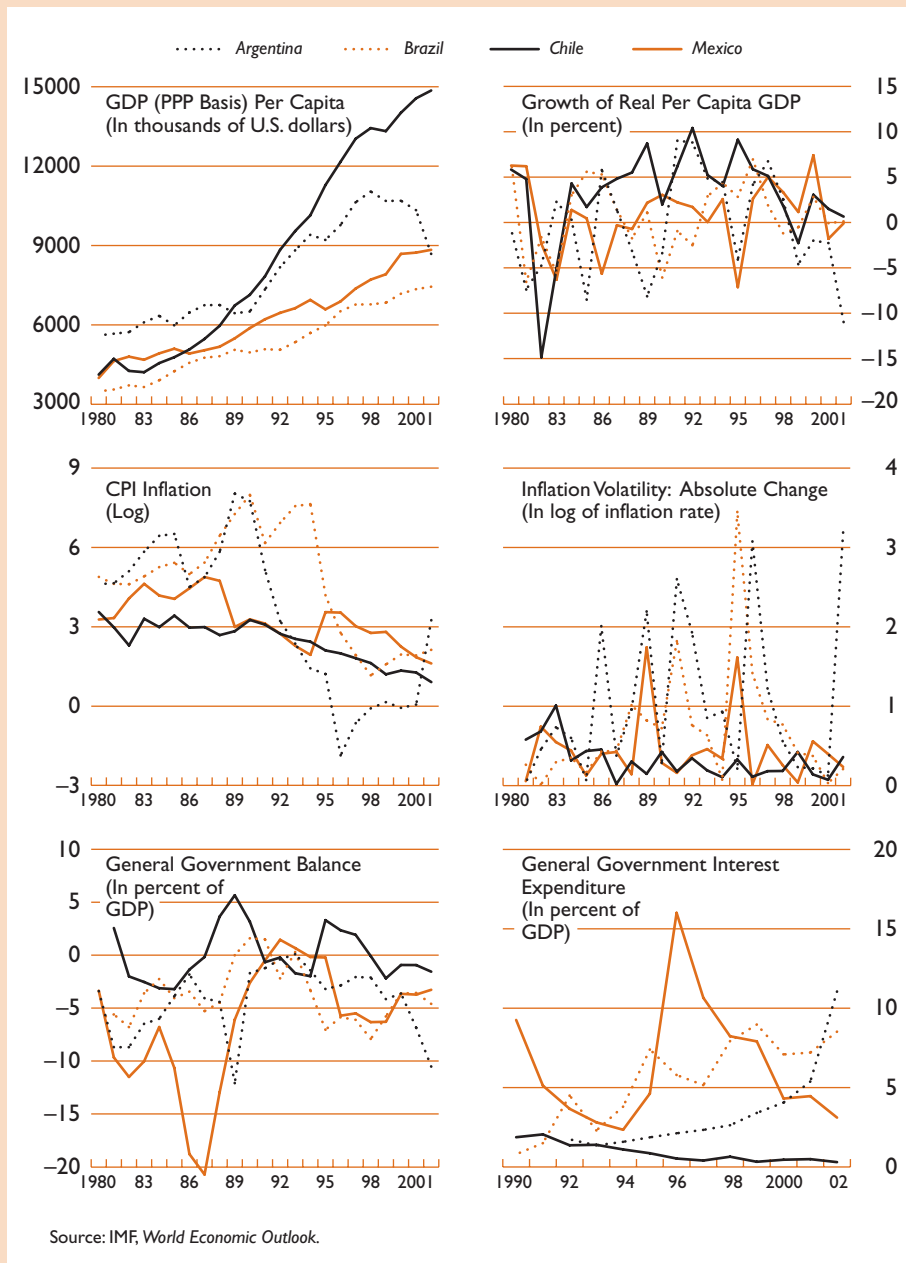 Argentina Brazil Chile Mexico
GDP (PPP Basis) Per Capita
(In thousands of U.S. dollars)
15000
12000
9000
6000
3000
1980 83 86 89 92 95 98 2001
Growth of Real Per Capita GDP
(In percent)
15
10
5
0
–5
–10
–15
–20
1980 83 86 89 92 95 98 2001
CPI Inflation
(Log)
9
6
3
0
–3
1980 83 86 89 92 95 98 2001
Inflation Volatility: Absolute Change
(In log of inflation rate)
4
3
2
1
0
1980 83 86 89 92 95 98 2001
General Government Balance
(In percent of
GDP)
10
5
0
–5
–10
–15
–20
1980 83 86 89 92 95 98 2001
General Government Interest
Expenditure
(In percent of
GDP)
20
15
10
5
0
1990 92 94 96 98 2000 02
Source: IMF, World Economic Outlook.